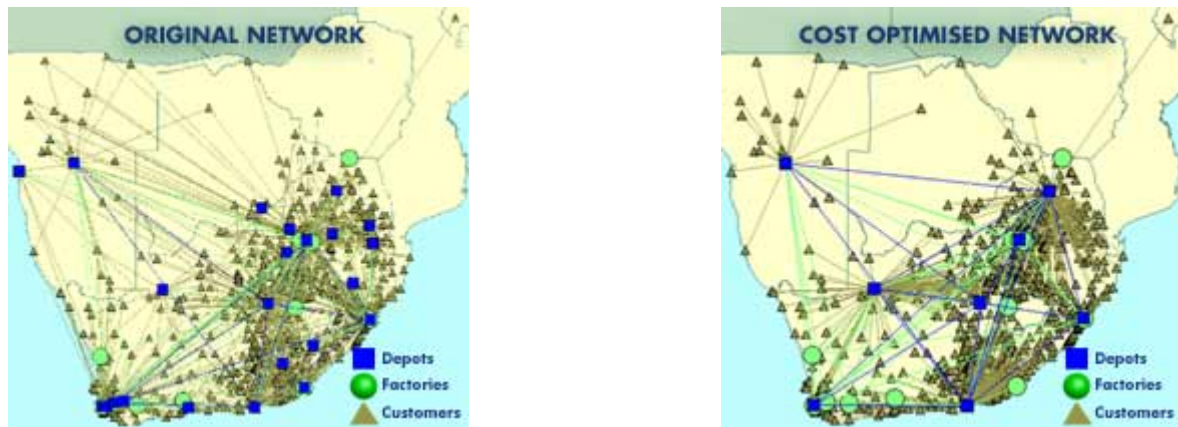 ORIGINAL NETWORK
Depots
Factories
Customers
COST OPTIMISED NETWORK
Depots
Factories
Customers